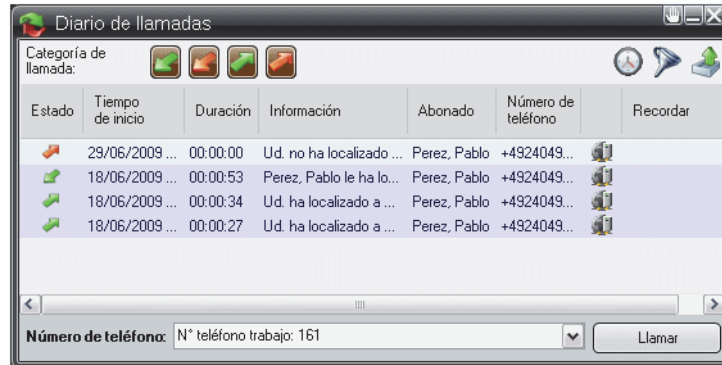 Diario de llamadas
Categoría de
llamada:
Estado Tiempo de inicio Duración Información Abonado Número de teléfono Recordar
29/06/2009 ... 00:00:00 Ud. no ha localizado ... Perez, Pablo +4924049...
18/06/2009 ... 00:00:53 Perez, Pablo le ha lo... Perez, Pablo +4924049...
18/06/2009 ... 00:00:34 Ud. ha localizado a ... Perez, Pablo +4924049...
18/06/2009 ... 00:00:27 Ud. ha localizado a ... Perez, Pablo +4924049...
Número de teléfono: N° teléfono trabajo: 161 Llamar